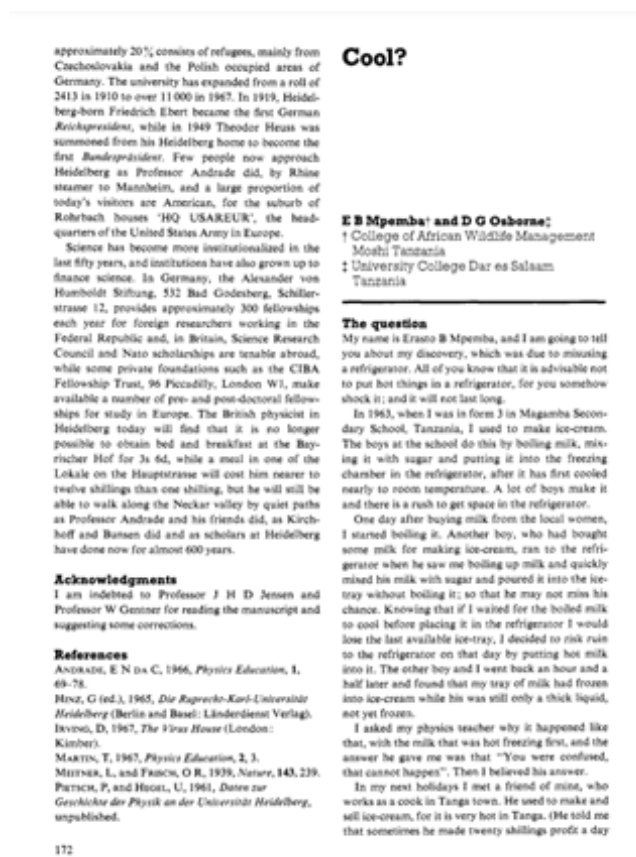 approximately 20% consists of refugees, mainly from
Czechoslovakia and the Polish occupied areas of
Germany. The university has expanded from a roll of
2413 in 1910 to over 11 000 in 1967. In 1919, Heidel-
berg-born Friedrich Ebert became the first German
Reichspresident, while in 1949 Theodor Heuss was
summoned from his Heidelberg home to become the
first Bundespräsident. Few people now approach
Heidelberg as Professor Andrade did, by Rhine
steamer to Mannheim, and a large proportion of
today's visitors are American, for the suburb of
Rohrbach houses 'HQ USAREUR', the head-
quarters of the United States Army in Europe.
Science has become more institutionalized in the
last fifty years, and institutions have also grown up to
finance science. In Germany, the Alexander von
Humboldt Stiftung, 532 Bad Godesberg, Schiller-
strasse 12, provides approximately 300 fellowships
each year for foreign researchers working in the
Federal Republic and, in Britain, Science Research
Council and Nato scholarships are tenable abroad,
while some private foundations such as the CIBA
Fellowship Trust, 96 Piccadilly, London W1, make
available a number of pre- and post-doctoral fellow-
ships for study in Europe. The British physicist in
Heidelberg today will find that it is no longer
possible to obtain bed and breakfast at the Bay-
rischer Hof for 3s 6d, while a meal in one of the
Lokale on the Hauptstrasse will cost him nearer to
twelve shillings than one shilling, but he will still be
able to walk along the Neckar valley by quiet paths
as Professor Andrade and his friends did, as Kirch-
hoff and Bunsen did and as scholars at Heidelberg
have done now for almost 600 years.
Acknowledgments
I am indebted to Professor J H D Jensen and
Professor W Gentner for reading the manuscript and
suggesting some corrections.
References
ANDRADE, E N DA C, 1966, Physics Education, 1,
69–78.
HINZ, G (ed.), 1965, Die Ruprecht-Karl-Universität
Heidelberg (Berlin and Basel: Länderdienst Verlag).
IRVING, D, 1967, The Virus House (London:
Kimber).
MARTIN, T, 1967, Physics Education, 2, 3.
MEITNER, L, and FRISCH, O R, 1939, Nature, 143, 239.
PIETSCH, P, and HEGEL, U, 1961, Daten zur
Geschichte der Physik an der Universität Heidelberg,
unpublished.
172
Cool?
E B Mpemba† and D G Osborne‡
† College of African Wildlife Management
Moshi Tanzania
‡ University College Dar es Salaam
Tanzania
The question
My name is Erasto B Mpemba, and I am going to tell
you about my discovery, which was due to misusing
a refrigerator. All of you know that it is advisable not
to put hot things in a refrigerator, for you somehow
shock it; and it will not last long.
In 1963, when I was in form 3 in Magamba Secon-
dary School, Tanzania, I used to make ice-cream.
The boys at the school do this by boiling milk, mix-
ing it with sugar and putting it into the freezing
chamber in the refrigerator, after it has first cooled
nearly to room temperature. A lot of boys make it
and there is a rush to get space in the refrigerator.
One day after buying milk from the local women,
I started boiling it. Another boy, who had bought
some milk for making ice-cream, ran to the refri-
gerator when he saw me boiling up milk and quickly
mixed his milk with sugar and poured it into the ice-
tray without boiling it; so that he may not miss his
chance. Knowing that if I waited for the boiled milk
to cool before placing it in the refrigerator I would
lose the last available ice-tray, I decided to risk ruin
to the refrigerator on that day by putting hot milk
into it. The other boy and I went back an hour and a
half later and found that my tray of milk had frozen
into ice-cream while his was still only a thick liquid,
not yet frozen.
I asked my physics teacher why it happened like
that, with the milk that was hot freezing first, and the
answer he gave me was that "You were confused,
that cannot happen". Then I believed his answer.
In my next holidays I met a friend of mine, who
works as a cook in Tanga town. He used to make and
sell ice-cream, for it is very hot in Tanga. (He told me
that sometimes he made twenty shillings profit a day